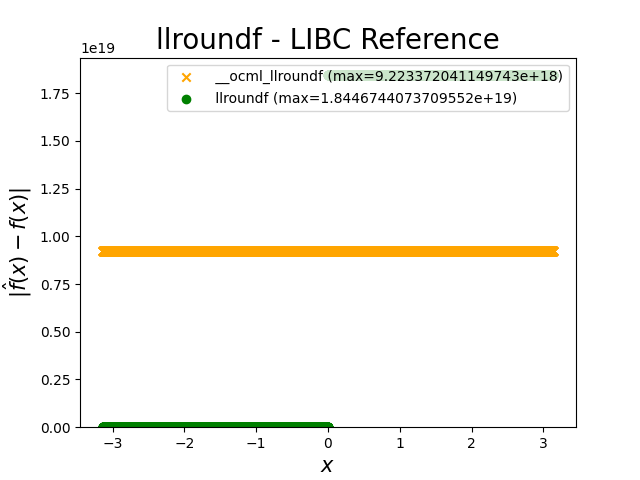 llroundf - LIBC Reference
1e19
__ocml_llroundf (max=9.223372041149743e+18)
llroundf (max=1.8446744073709552e+19)
1.75
1.50
1.25
1.00
0.75
0.50
0.25
0.00
|f̂(x) − f(x)|
−3
−2
−1
0
1
2
3
x